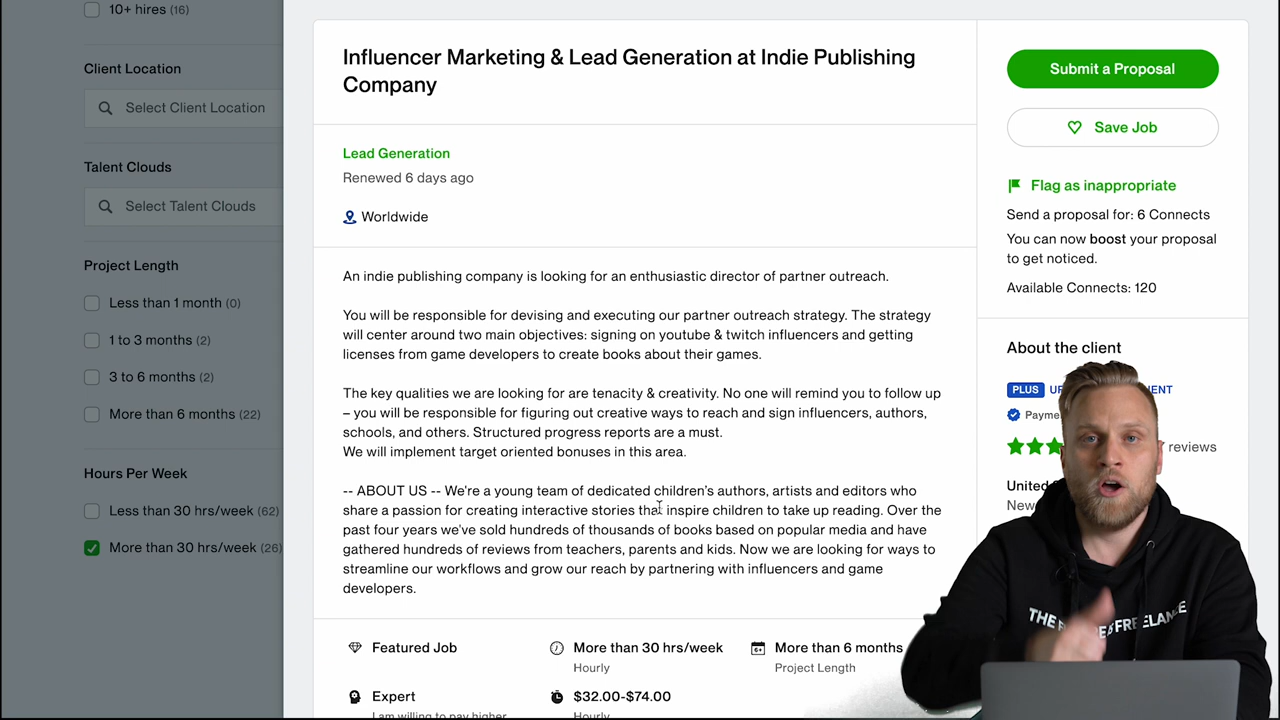 10+ hires (16)
Client Location
Select Client Location
Talent Clouds
Select Talent Clouds
Project Length
Less than 1 month (0)
1 to 3 months (2)
3 to 6 months (2)
More than 6 months (22)
Hours Per Week
Less than 30 hrs/week (62)
More than 30 hrs/week (26)
Influencer Marketing & Lead Generation at Indie Publishing
Company
Lead Generation
Renewed 6 days ago
Worldwide
An indie publishing company is looking for an enthusiastic director of partner outreach.
You will be responsible for devising and executing our partner outreach strategy. The strategy
will center around two main objectives: signing on youtube & twitch influencers and getting
licenses from game developers to create books about their games.
The key qualities we are looking for are tenacity & creativity. No one will remind you to follow up
– you will be responsible for figuring out creative ways to reach and sign influencers, authors,
schools, and others. Structured progress reports are a must.
We will implement target oriented bonuses in this area.
-- ABOUT US -- We're a young team of dedicated children's authors, artists and editors who
share a passion for creating interactive stories that inspire children to take up reading. Over the
past four years we've sold hundreds of thousands of books based on popular media and have
gathered hundreds of reviews from teachers, parents and kids. Now we are looking for ways to
streamline our workflows and grow our reach by partnering with influencers and game
developers.
Featured Job
More than 30 hrs/week
Hourly
More than 6 months
Project Length
Expert
I am willing to pay higher
$32.00-$74.00
Hourly
Submit a Proposal
Save Job
Flag as inappropriate
Send a proposal for: 6 Connects
You can now boost your proposal
to get noticed.
Available Connects: 120
About the client
PLUS
reviews
United
New
THE FREELANCE